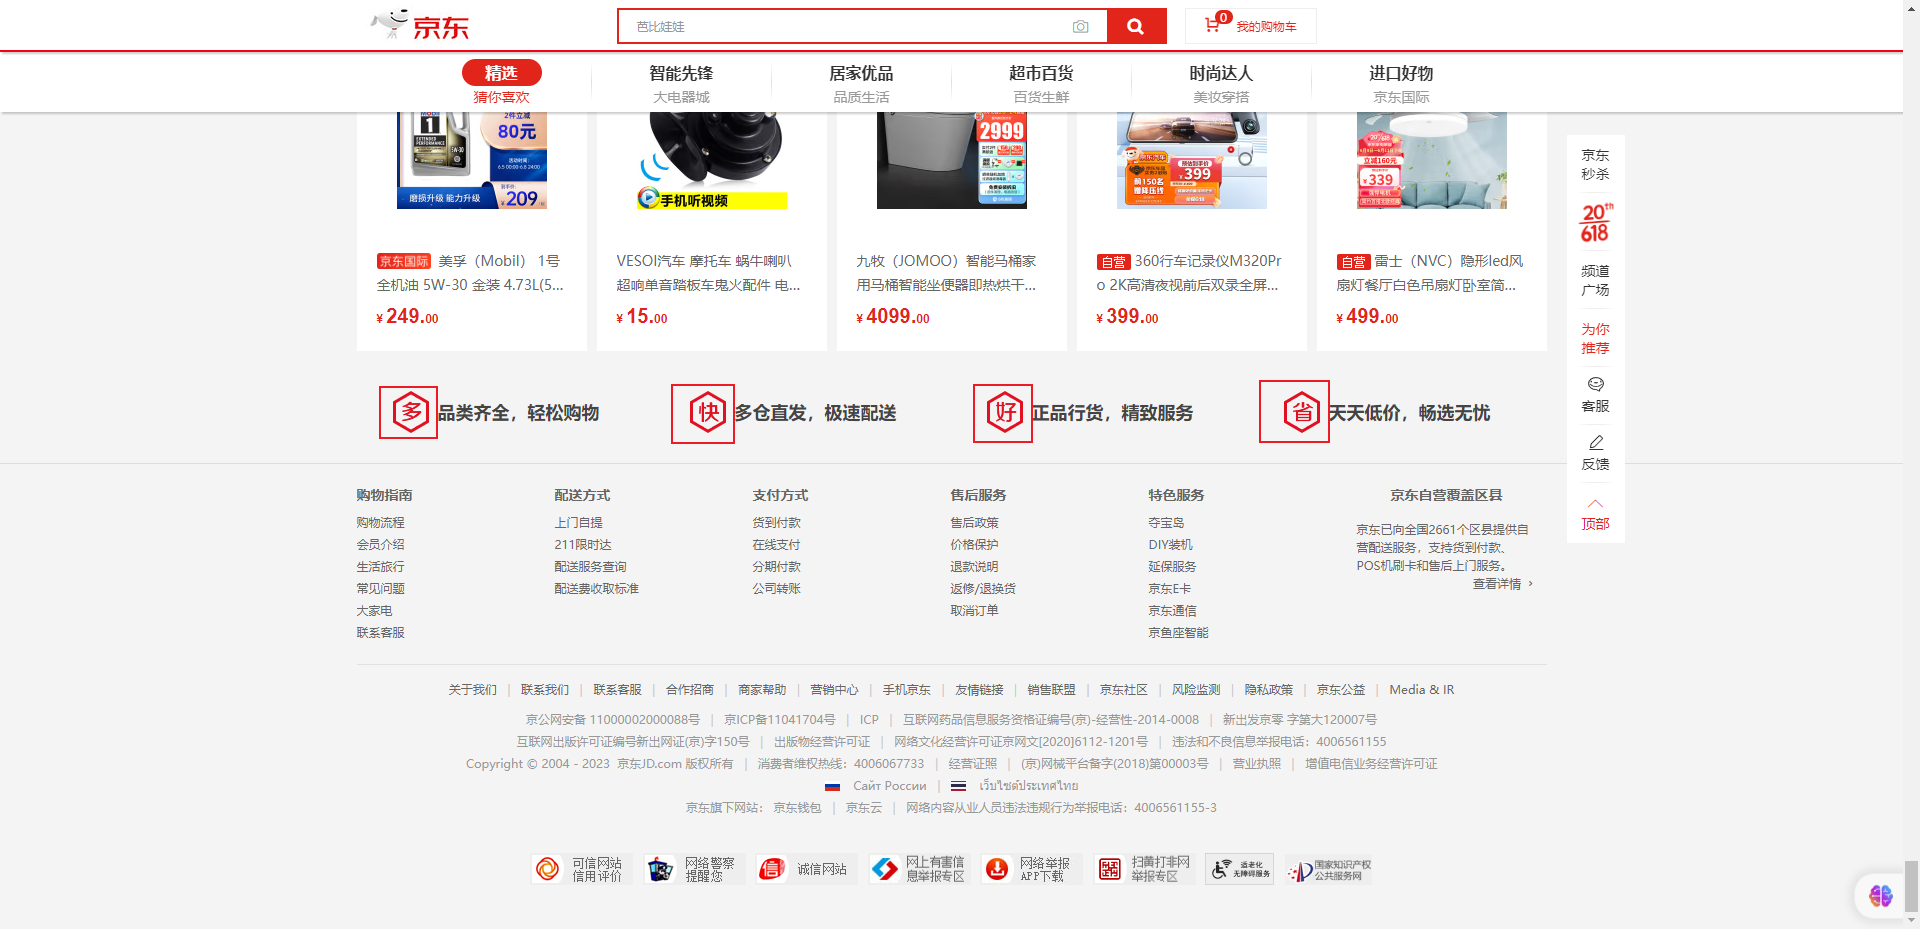 京东
芭比娃娃
0 我的购物车
精选 智能先锋 居家优品 超市百货 时尚达人 进口好物
猜你喜欢 大电器城 品质生活 百货生鲜 美妆穿搭 京东国际
2件立减
80元
1
EXTENDED
PERFORMANCE
5W-30
磨损升级 能力升级
¥209
手机听视频
2999
京东汽车
预估到手价
¥399
前150名
赠降压线
立减160元
¥339
京东国际 美孚（Mobil） 1号
全机油 5W-30 金装 4.73L(5...
¥ 249.00
VESOI汽车 摩托车 蜗牛喇叭
超响单音踏板车鬼火配件 电...
¥ 15.00
九牧（JOMOO）智能马桶家
用马桶智能坐便器即热烘干...
¥ 4099.00
自营 360行车记录仪M320Pr
o 2K高清夜视前后双录全屏...
¥ 399.00
自营 雷士（NVC）隐形led风
扇灯餐厅白色吊扇灯卧室简...
¥ 499.00
京东
秒杀
20th
618
频道
广场
为你
推荐
客服
反馈
顶部
多 品类齐全，轻松购物
快 多仓直发，极速配送
好 正品行货，精致服务
省 天天低价，畅选无忧
购物指南
购物流程
会员介绍
生活旅行
常见问题
大家电
联系客服
配送方式
上门自提
211限时达
配送服务查询
配送费收取标准
支付方式
货到付款
在线支付
分期付款
公司转账
售后服务
售后政策
价格保护
退款说明
返修/退换货
取消订单
特色服务
夺宝岛
DIY装机
延保服务
京东E卡
京东通信
京鱼座智能
京东自营覆盖区县
京东已向全国2661个区县提供自
营配送服务，支持货到付款、
POS机刷卡和售后上门服务。
查看详情 ›
关于我们 | 联系我们 | 联系客服 | 合作招商 | 商家帮助 | 营销中心 | 手机京东 | 友情链接 | 销售联盟 | 京东社区 | 风险监测 | 隐私政策 | 京东公益 | Media & IR
京公网安备 11000002000088号 | 京ICP备11041704号 | ICP | 互联网药品信息服务资格证编号(京)-经营性-2014-0008 | 新出发京零 字第大120007号
互联网出版许可证编号新出网证(京)字150号 | 出版物经营许可证 | 网络文化经营许可证京网文[2020]6112-1201号 | 违法和不良信息举报电话：4006561155
Copyright © 2004 - 2023 京东JD.com 版权所有 | 消费者维权热线：4006067733 | 经营证照 | (京)网械平台备字(2018)第00003号 | 营业执照 | 增值电信业务经营许可证
Сайт России | เว็บไซต์ประเทศไทย
京东旗下网站： 京东钱包 | 京东云 | 网络内容从业人员违法违规行为举报电话：4006561155-3
可信网站
信用评价
网络警察
提醒您
信 诚信网站
网上有害信
息举报专区
网络举报
APP下载
扫黄打非网
举报专区
适老化
无障碍服务
国家知识产权
公共服务网